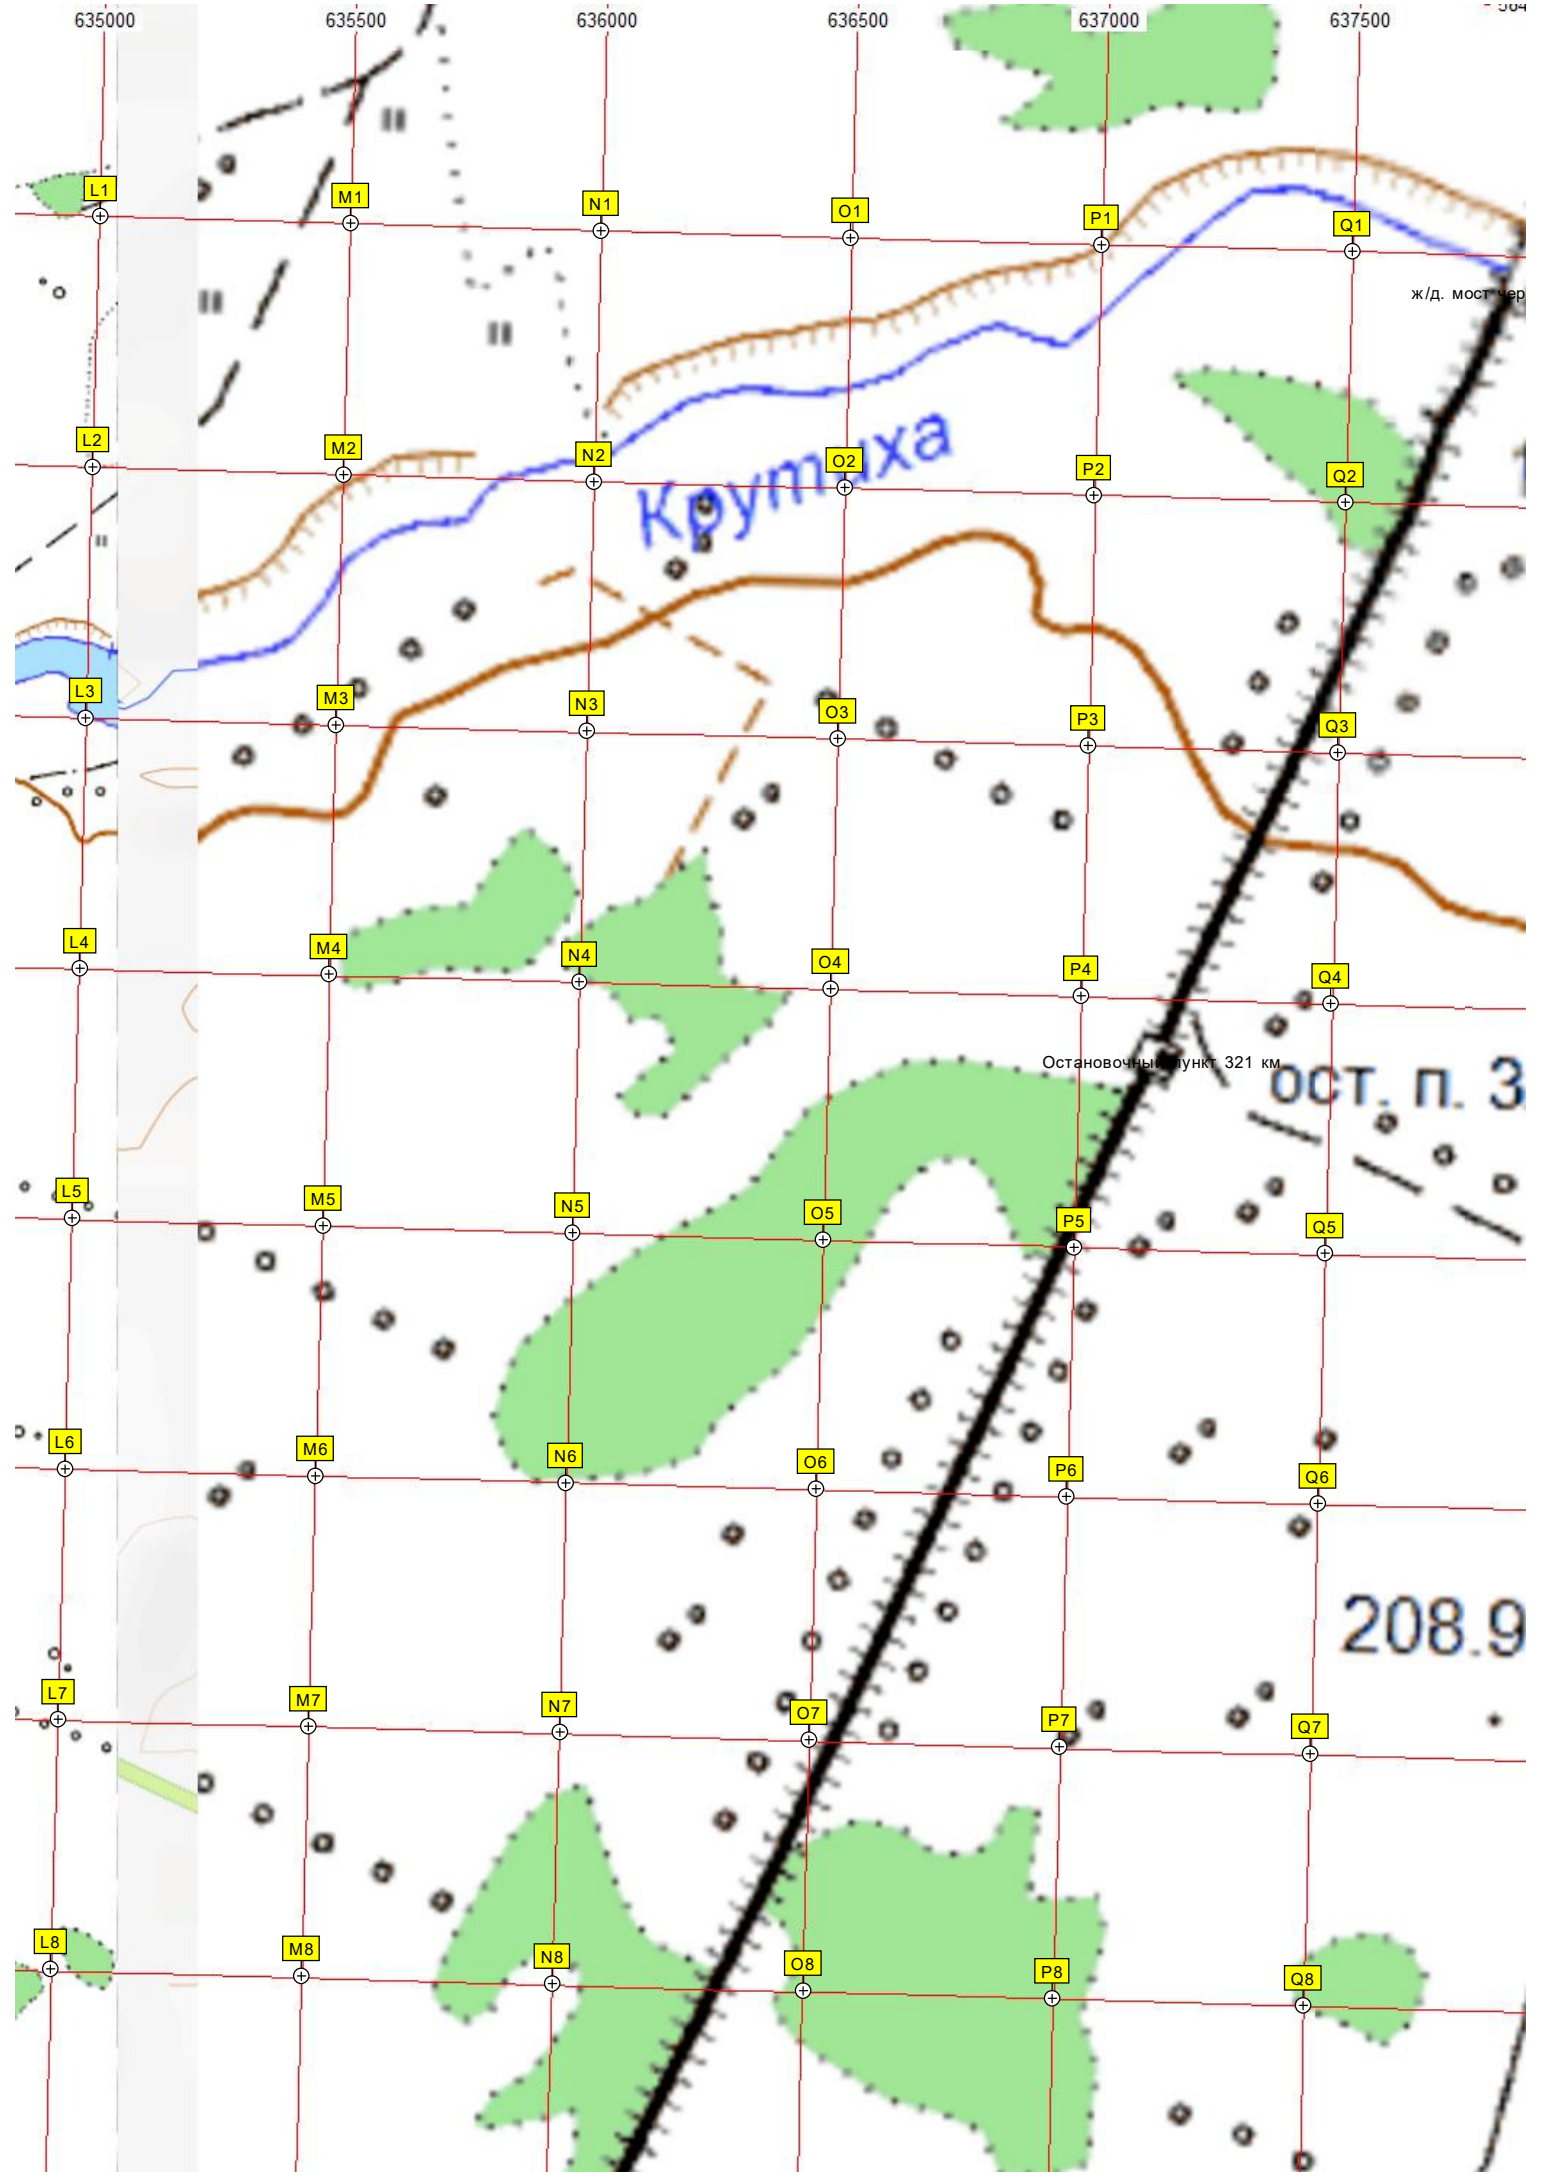 635000 635500 636000 636500 637000 637500
L1 M1 N1 O1 P1 Q1
ж/д. мост чер
L2 M2 N2 O2 P2 Q2
Крутиха
L3 M3 N3 O3 P3 Q3
L4 M4 N4 O4 P4 Q4
Остановочный пункт 321 км
ост. п. 3
L5 M5 N5 O5 P5 Q5
L6 M6 N6 O6 P6 Q6
208.9
L7 M7 N7 O7 P7 Q7
L8 M8 N8 O8 P8 Q8